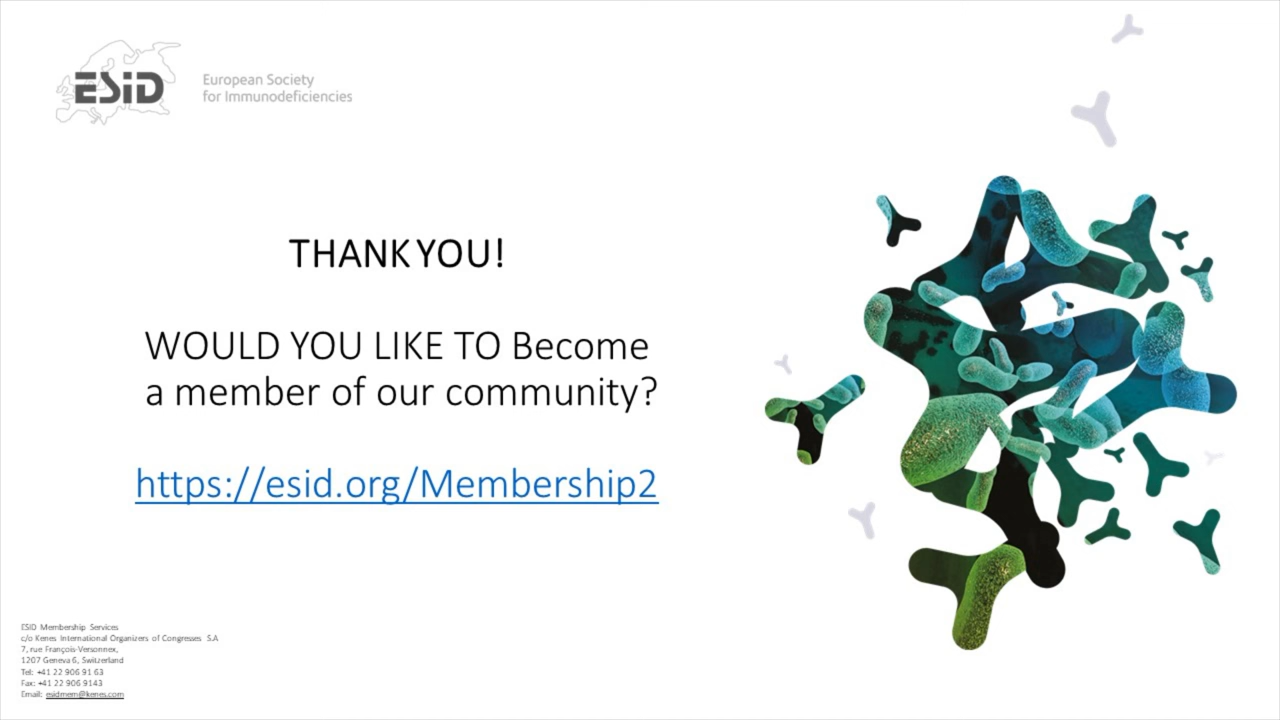 ESiD
European Society
for Immunodeficiencies
THANK YOU!
WOULD YOU LIKE TO Become
a member of our community?
https://esid.org/Membership2
ESID Membership Services
c/o Kenes International Organizers of Congresses S.A
7, rue François-Versonnex,
1207 Geneva 6, Switzerland
Tel: +41 22 906 91 63
Fax: +41 22 906 9143
Email: esidmem@kenes.com